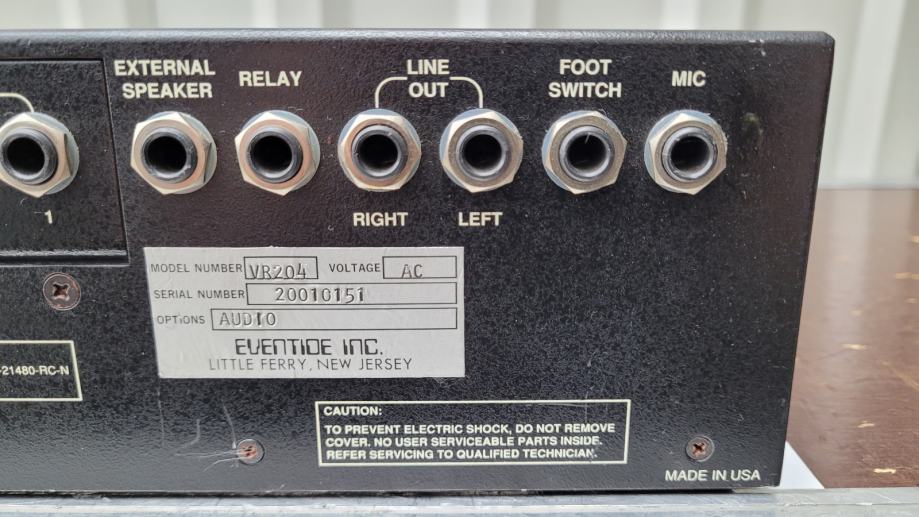 EXTERNAL SPEAKER
RELAY
LINE OUT
FOOT SWITCH
MIC
1
RIGHT
LEFT
MODEL NUMBER VR204 VOLTAGE AC
SERIAL NUMBER 20010151
OPTIONS AUDIO
EVENTIDE INC.
LITTLE FERRY, NEW JERSEY
-21480-RC-N
CAUTION:
TO PREVENT ELECTRIC SHOCK, DO NOT REMOVE
COVER. NO USER SERVICEABLE PARTS INSIDE.
REFER SERVICING TO QUALIFIED TECHNICIAN.
MADE IN USA